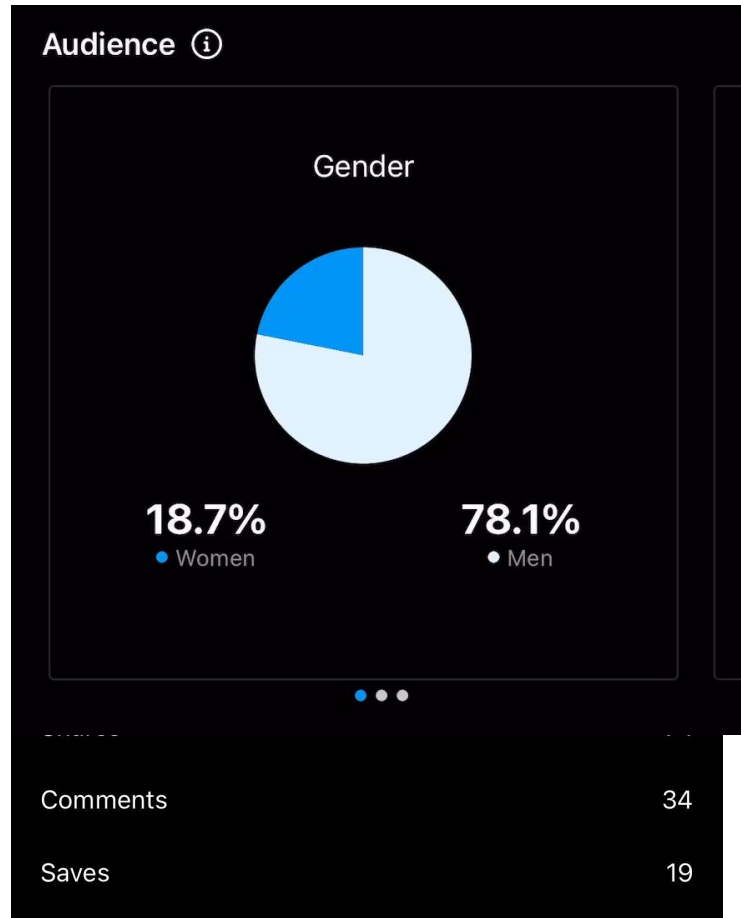 Audience
Gender
18.7% 78.1%
Women Men
Comments 34
Saves 19